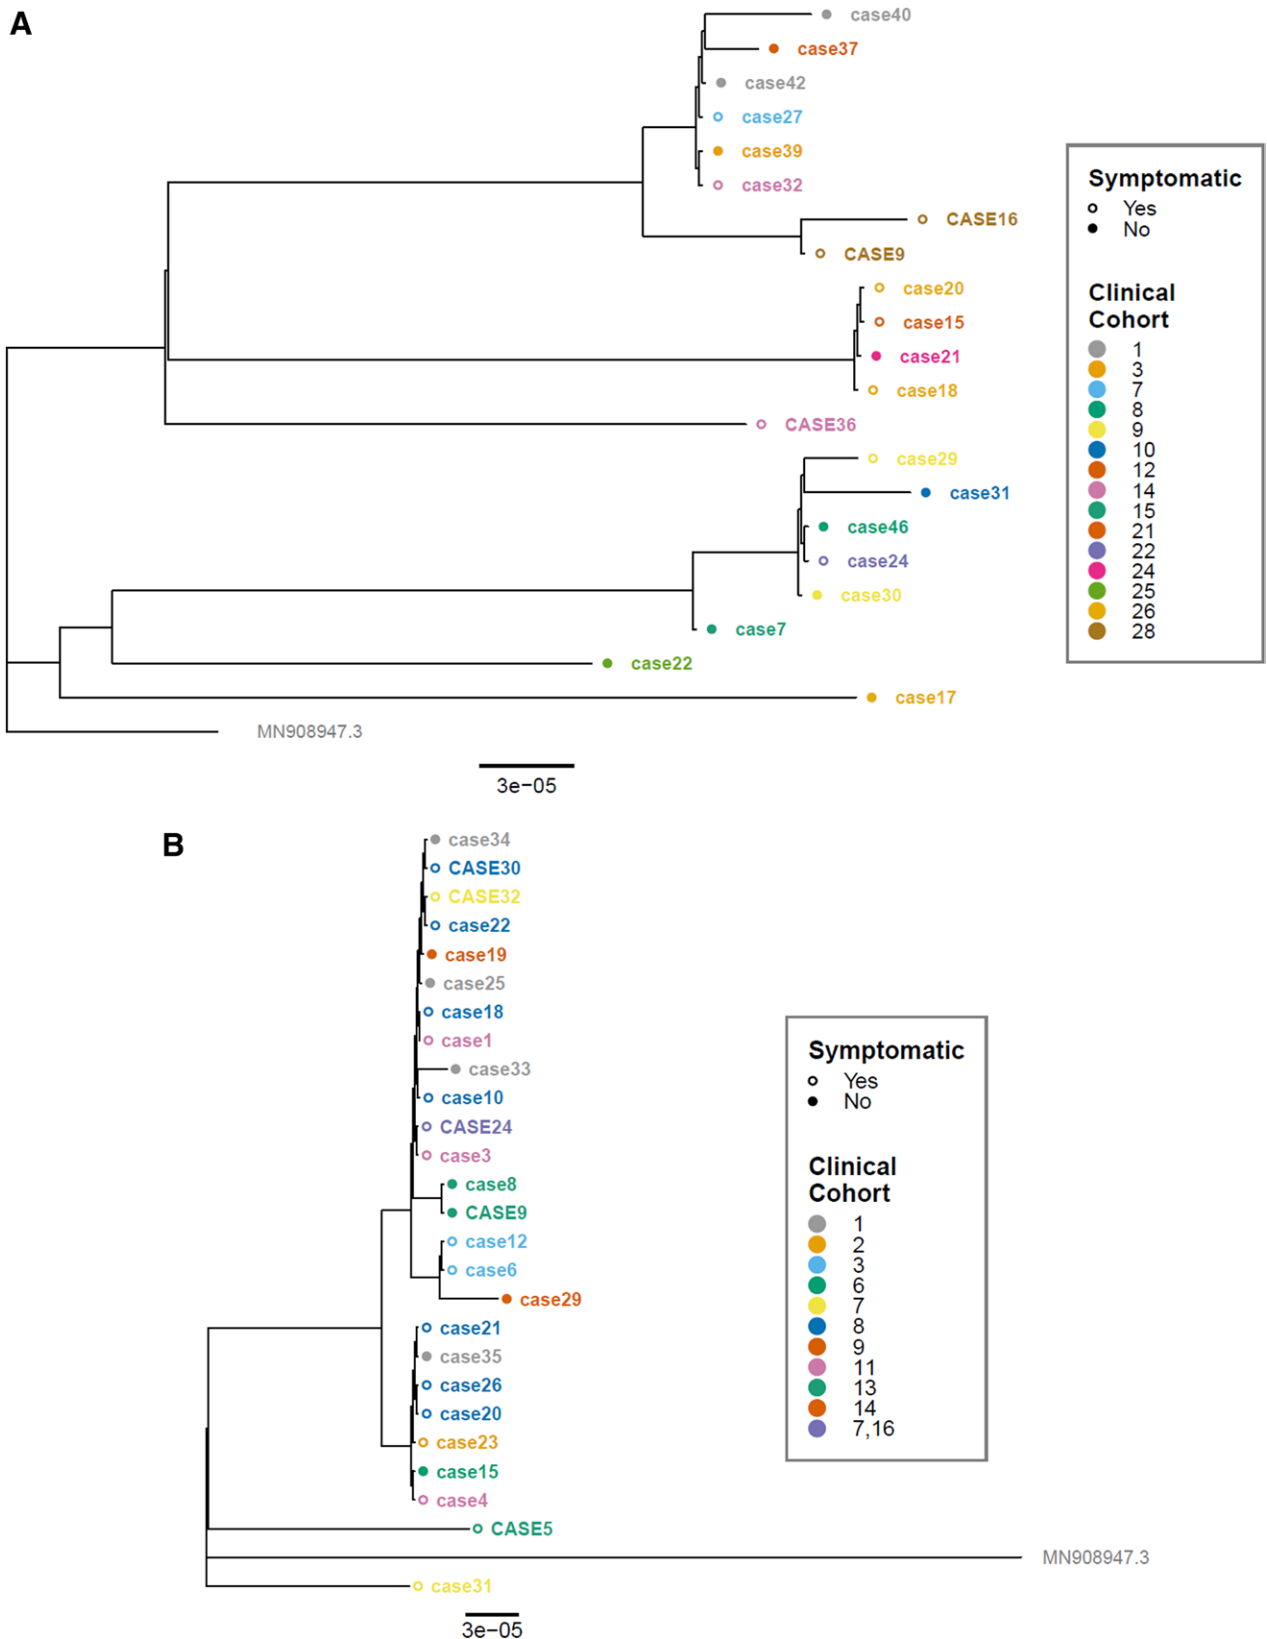 A
case40
case37
case42
case27
case39
case32
CASE16
CASE9
case20
case15
case21
case18
CASE36
case29
case31
case46
case24
case30
case7
case22
case17
MN908947.3
3e−05
Symptomatic
Yes
No
Clinical
Cohort
1
3
7
8
9
10
12
14
15
21
22
24
25
26
28
B
case34
CASE30
CASE32
case22
case19
case25
case18
case1
case33
case10
CASE24
case3
case8
CASE9
case12
case6
case29
case21
case35
case26
case20
case23
case15
case4
CASE5
MN908947.3
case31
3e−05
Symptomatic
Yes
No
Clinical
Cohort
1
2
3
6
7
8
9
11
13
14
7,16